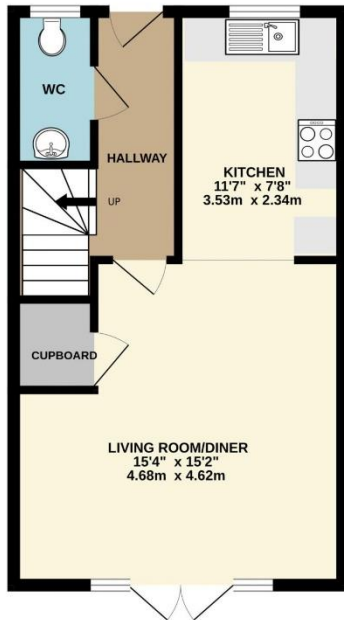 WC
HALLWAY
UP
KITCHEN
11'7" x 7'8"
3.53m x 2.34m
CUPBOARD
LIVING ROOM/DINER
15'4" x 15'2"
4.68m x 4.62m